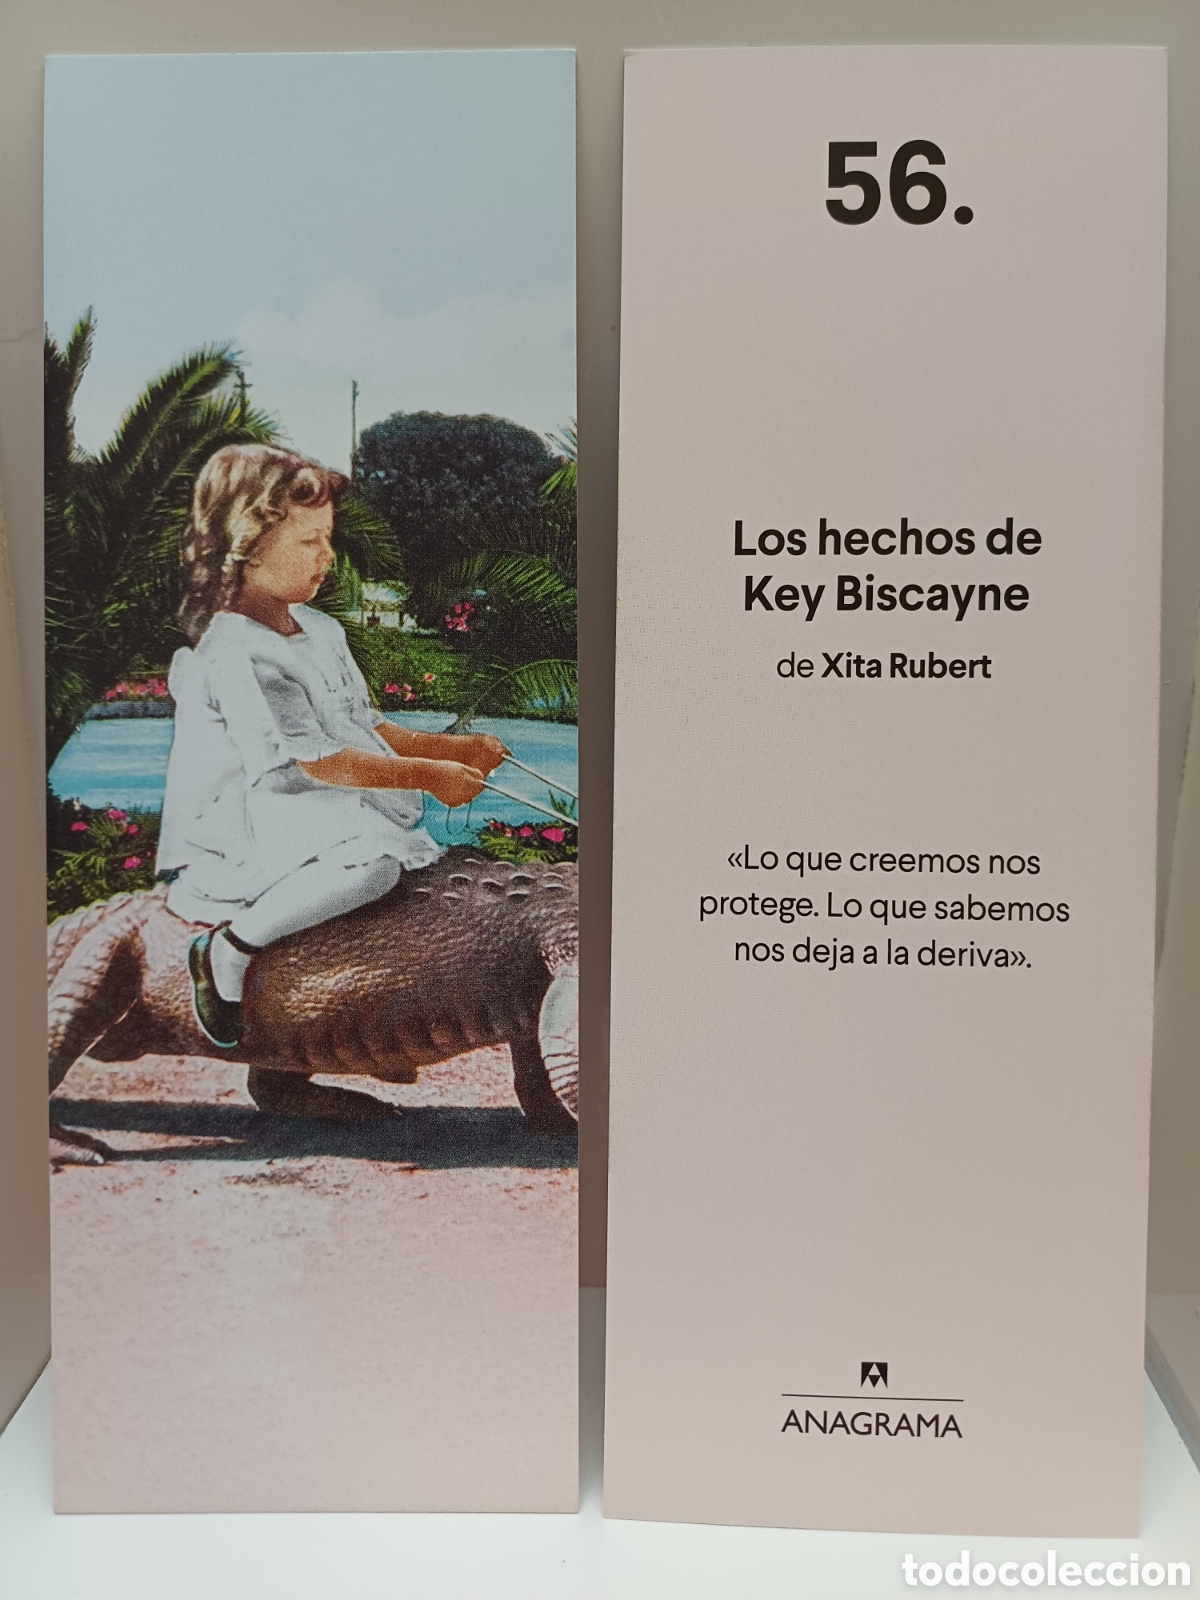 56.
Los hechos de
Key Biscayne
de Xita Rubert
«Lo que creemos nos
protege. Lo que sabemos
nos deja a la deriva».
ANAGRAMA
todocoleccion